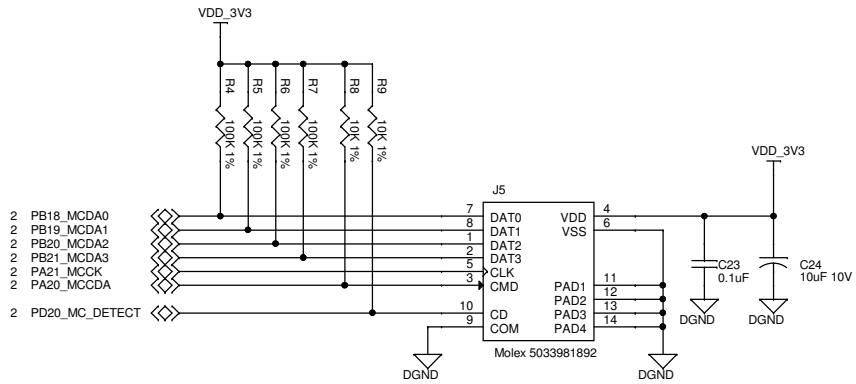 VDD_3V3
R4
R5
R6
R7
R8
R9
100K 1%
100K 1%
100K 1%
100K 1%
10K 1%
10K 1%
VDD_3V3
J5
2 PB18_MCDA0 7 DAT0 VDD 4
2 PB19_MCDA1 8 DAT1 VSS 6
2 PB20_MCDA2 1 DAT2
2 PB21_MCDA3 2 DAT3
2 PA21_MCCK 5 CLK
2 PA20_MCCDA 3 CMD
PAD1 11
PAD2 12
PAD3 13
PAD4 14
2 PD20_MC_DETECT 10 CD
9 COM
C23
0.1uF
C24
10uF 10V
DGND
DGND
Molex 5033981892
DGND
DGND